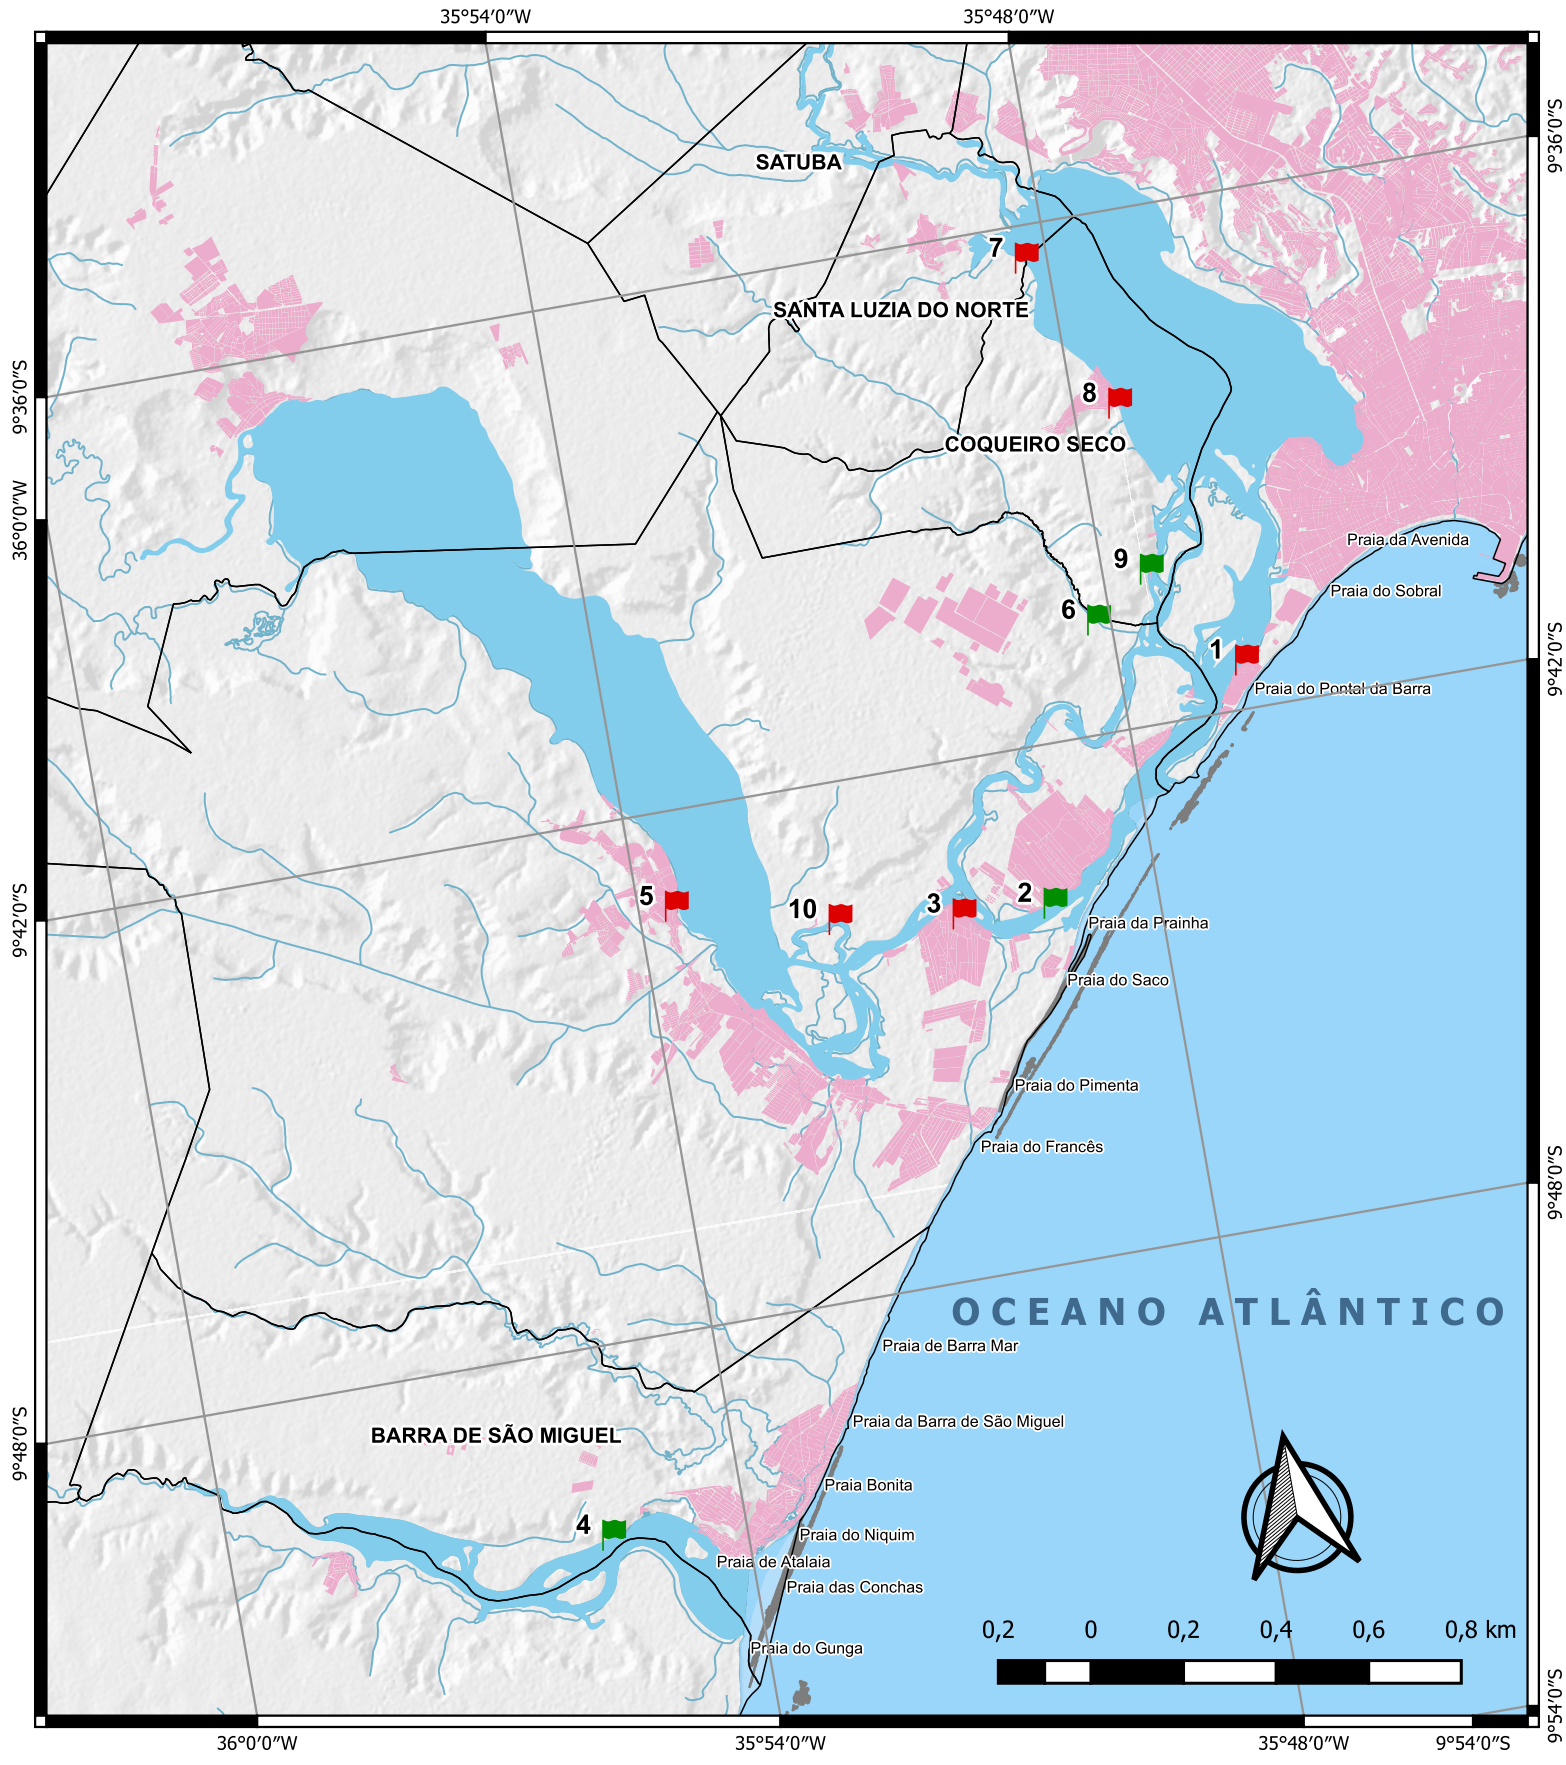 35°54′0″W
35°48′0″W
9°36′0″S
SATUBA
7
SANTA LUZIA DO NORTE
9°36′0″S
8
COQUEIRO SECO
36°0′0″W
Praia da Avenida
9
Praia do Sobral
6
1
9°42′0″S
Praia do Pontal da Barra
5
10
3
2
9°42′0″S
Praia da Prainha
Praia do Saco
Praia do Pimenta
Praia do Francês
9°48′0″S
OCEANO ATLÂNTICO
Praia de Barra Mar
Praia da Barra de São Miguel
BARRA DE SÃO MIGUEL
9°48′0″S
Praia Bonita
4
Praia do Niquim
Praia de Atalaia
Praia das Conchas
Praia do Gunga
0,2 0 0,2 0,4 0,6 0,8 km
9°54′0″S
36°0′0″W
35°54′0″W
35°48′0″W
9°54′0″S